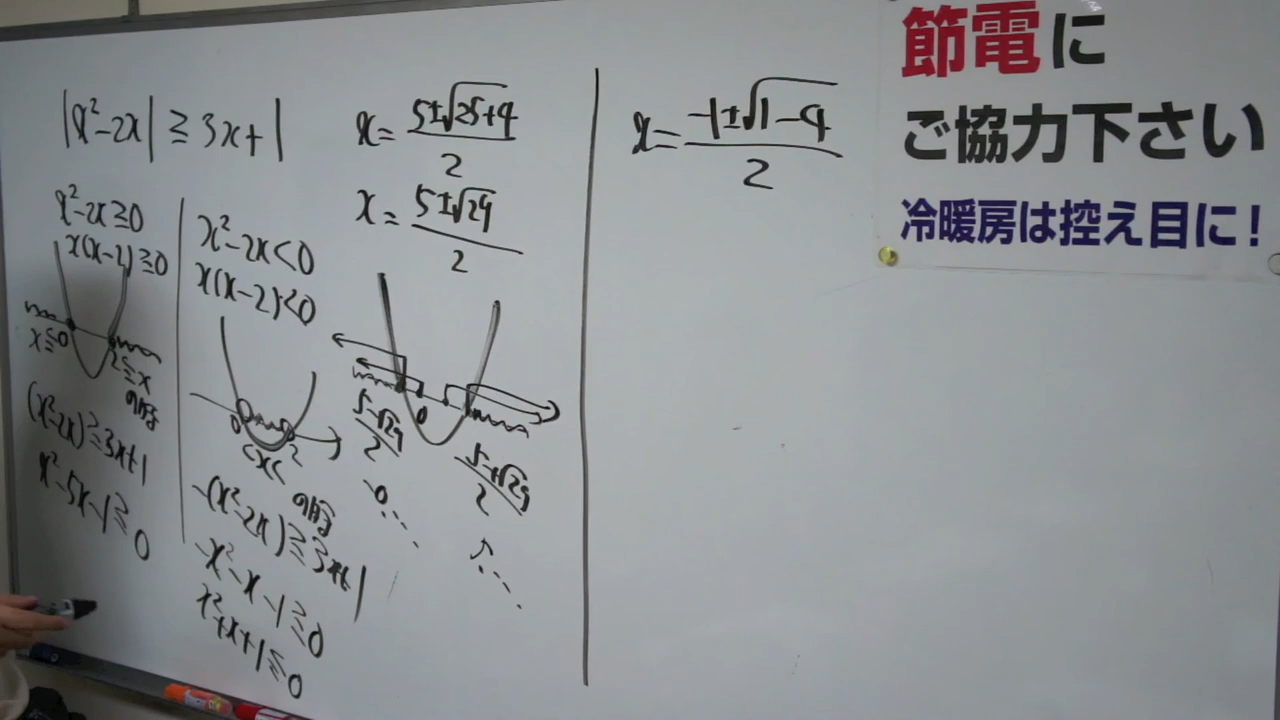 |x²-2x| ≧ 3x+1
x²-2x≧0
x(x-2)≧0
x≦0
2≦x
の時
(x²-2x)≧3x+1
x²-5x-1≧0
x²-2x<0
x(x-2)<0
0 2
<x<
の時
-(x²-2x)≧3x+1
-x²-x-1≧0
x²+x+1≦0
x=(5±√25+4)/2
x=(5±√29)/2
0
(5-√29)/2
0...
(5+√29)/2
5...
x=(-1±√1-4)/2
節電に
ご協力下さい
冷暖房は控え目に!